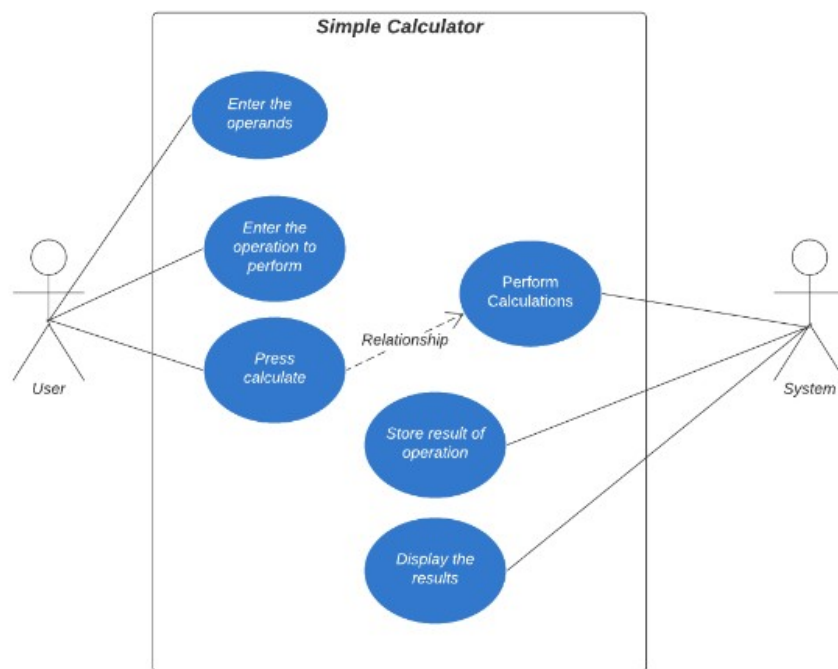 Simple Calculator
Enter the
operands
Enter the
operation to
perform
Perform
Calculations
Relationship
Press
calculate
User
System
Store result of
operation
Display the
results